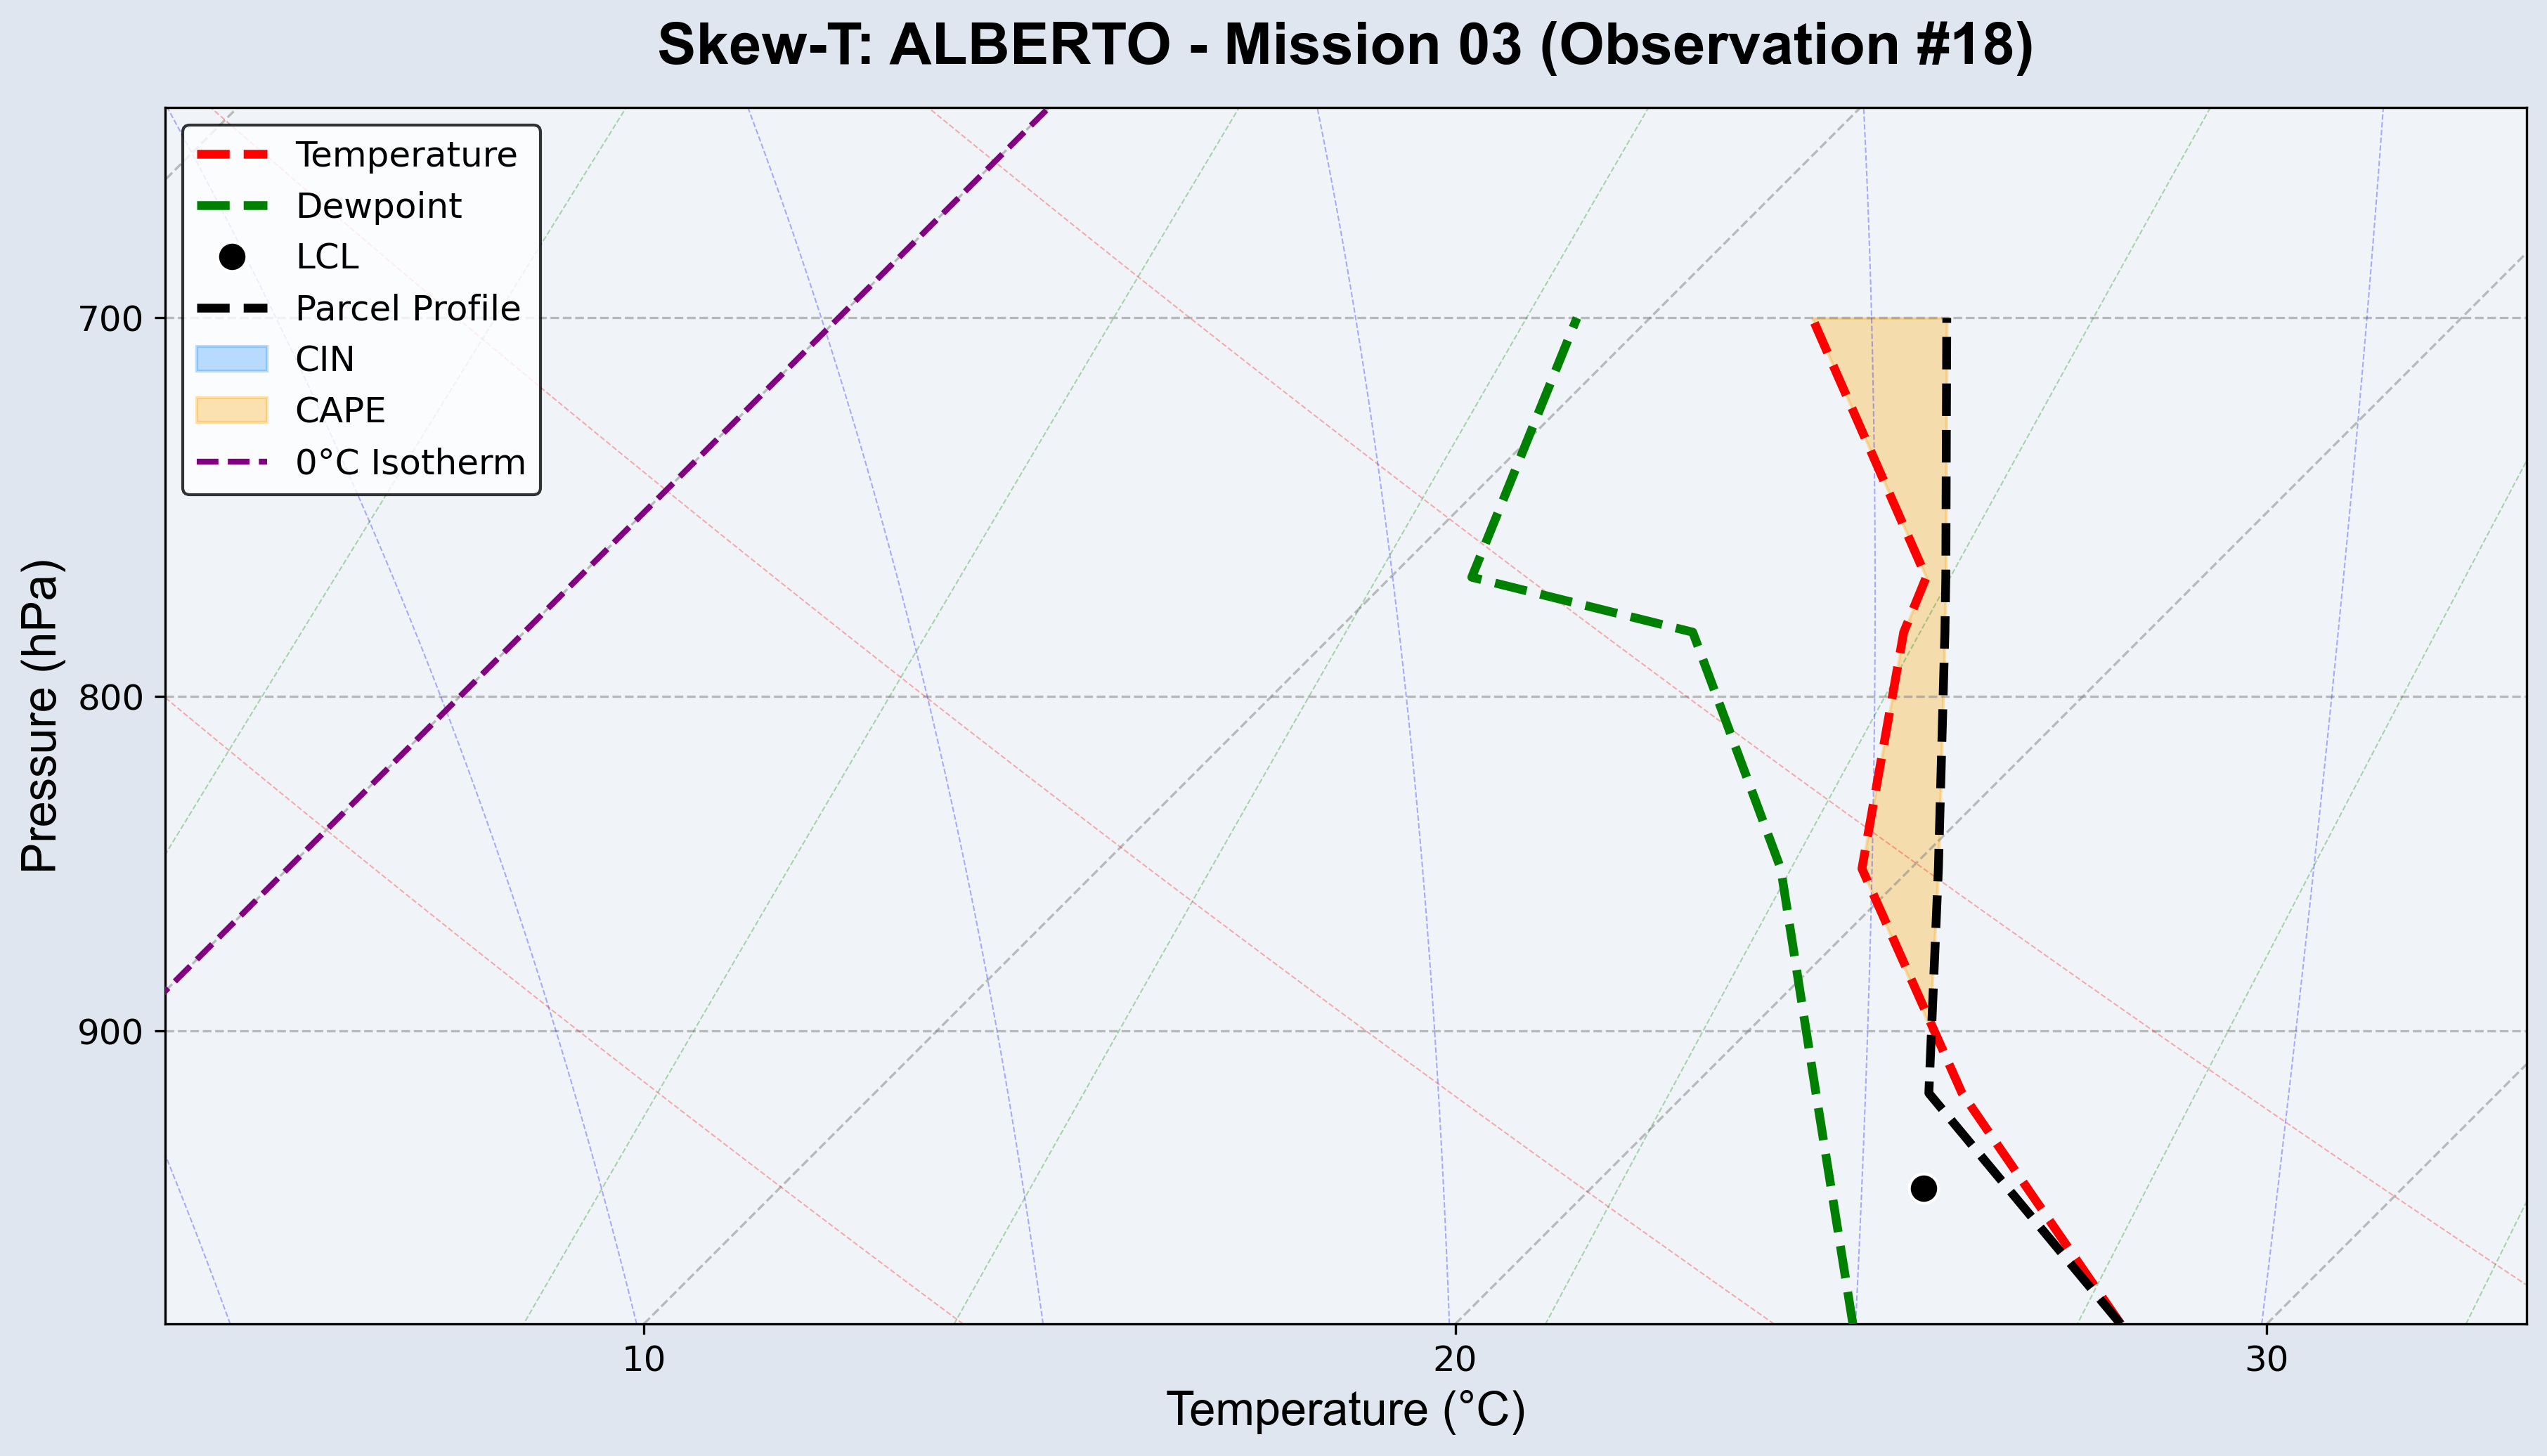 Skew-T: ALBERTO - Mission 03 (Observation #18)
Temperature
Dewpoint
LCL
Parcel Profile
CIN
CAPE
0°C Isotherm
700
800
900
Pressure (hPa)
10
20
30
Temperature (°C)